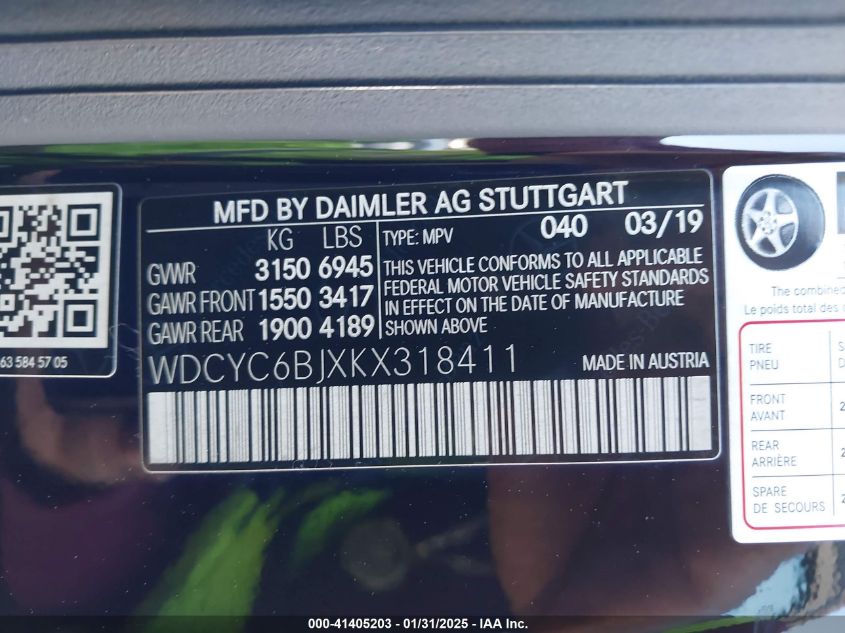 MFD BY DAIMLER AG STUTTGART
KG LBS
TYPE: MPV 040 03/19
GVWR 3150 6945
GAWR FRONT 1550 3417
GAWR REAR 1900 4189
THIS VEHICLE CONFORMS TO ALL APPLICABLE
FEDERAL MOTOR VEHICLE SAFETY STANDARDS
IN EFFECT ON THE DATE OF MANUFACTURE
SHOWN ABOVE
WDCYC6BJXKX318411 MADE IN AUSTRIA
63 584 57 05
The combined
Le poids total des
TIRE
PNEU
FRONT
AVANT
REAR
ARRIÈRE
SPARE
DE SECOURS
000-41405203 - 01/31/2025 - IAA Inc.